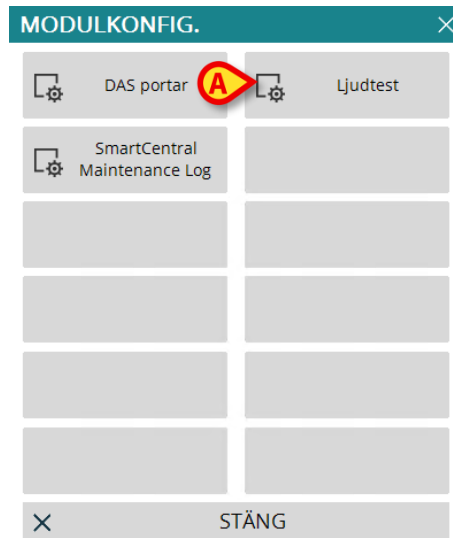 MODULKONFIG.
DAS portar
A
Ljudtest
SmartCentral
Maintenance Log
STÄNG